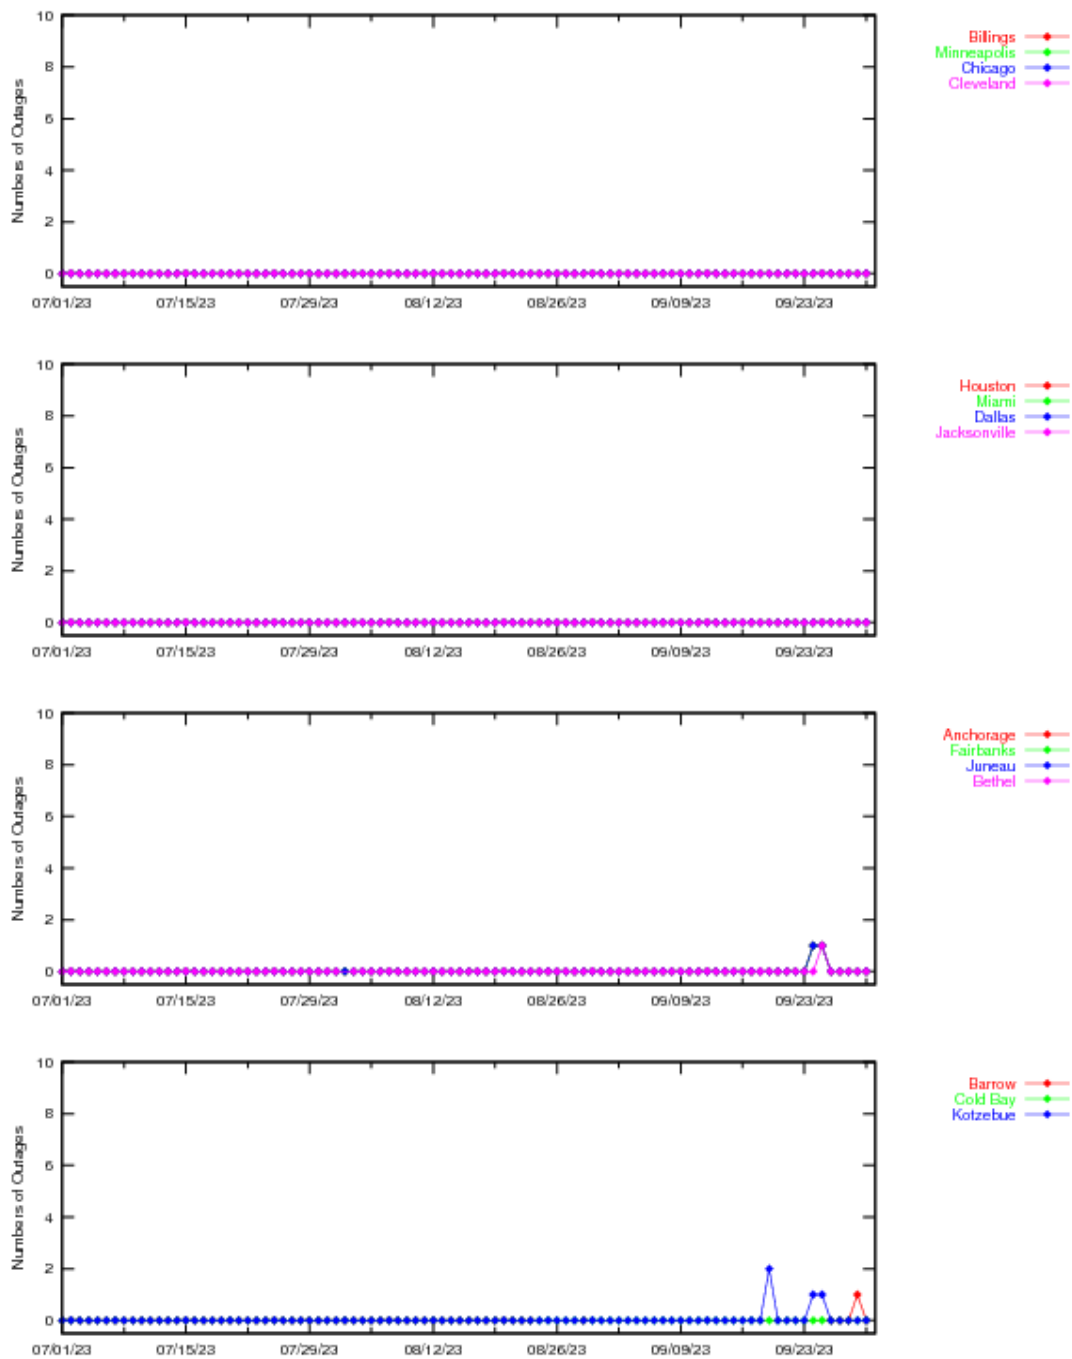 10
8
6
4
2
0
Numbers of Outages
07/01/23 07/15/23 07/29/23 08/12/23 08/26/23 09/09/23 09/23/23
Billings
Minneapolis
Chicago
Cleveland
10
8
6
4
2
0
Numbers of Outages
07/01/23 07/15/23 07/29/23 08/12/23 08/26/23 09/09/23 09/23/23
Houston
Miami
Dallas
Jacksonville
10
8
6
4
2
0
Numbers of Outages
07/01/23 07/15/23 07/29/23 08/12/23 08/26/23 09/09/23 09/23/23
Anchorage
Fairbanks
Juneau
Bethel
10
8
6
4
2
0
Numbers of Outages
07/01/23 07/15/23 07/29/23 08/12/23 08/26/23 09/09/23 09/23/23
Barrow
Cold Bay
Kotzebue